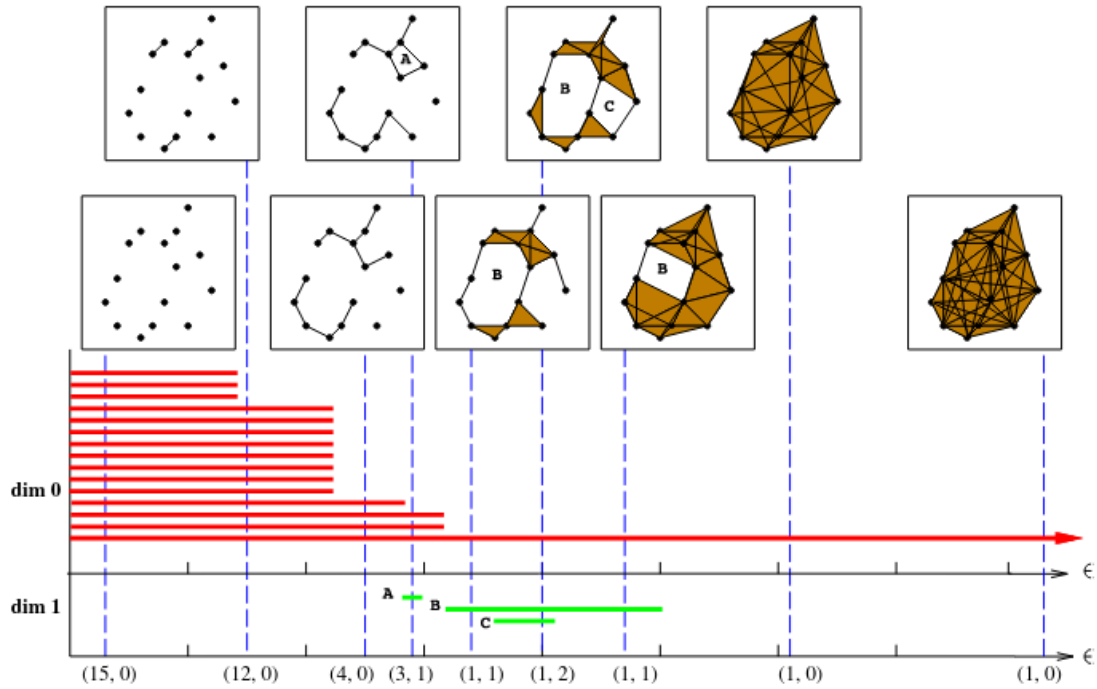 A
B
C
B
B
dim 0
ϵ
dim 1
A
B
C
ϵ
(15, 0) (12, 0) (4, 0) (3, 1) (1, 1) (1, 2) (1, 1) (1, 0) (1, 0)